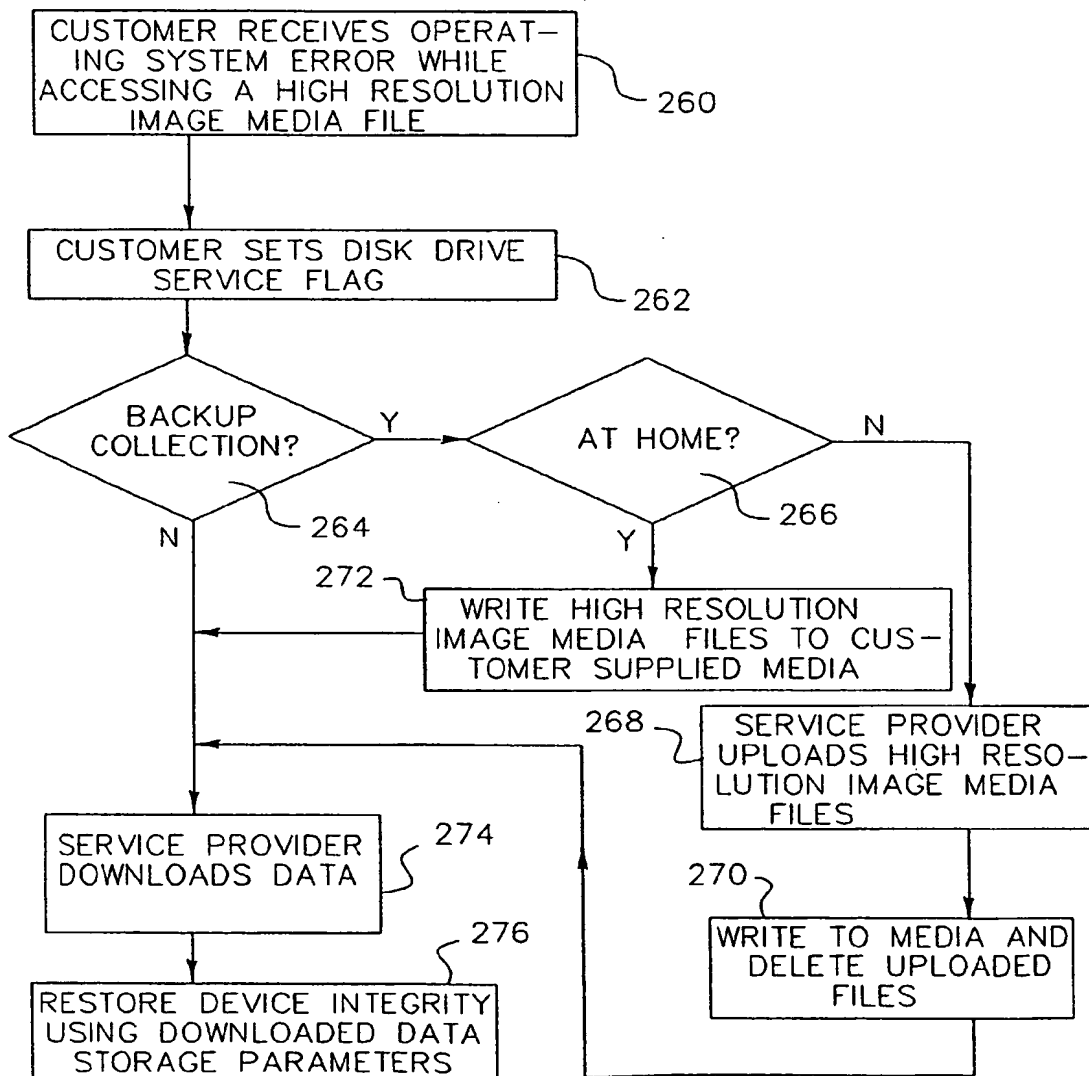 CUSTOMER RECEIVES OPERAT-
ING SYSTEM ERROR WHILE
ACCESSING A HIGH RESOLUTION
IMAGE MEDIA FILE
260
CUSTOMER SETS DISK DRIVE
SERVICE FLAG
262
BACKUP
COLLECTION?
Y
264
N
AT HOME?
N
266
Y
272
WRITE HIGH RESOLUTION
IMAGE MEDIA FILES TO CUS-
TOMER SUPPLIED MEDIA
268
SERVICE PROVIDER
UPLOADS HIGH RESO-
LUTION IMAGE MEDIA
FILES
SERVICE PROVIDER
DOWNLOADS DATA
274
270
WRITE TO MEDIA AND
DELETE UPLOADED
FILES
276
RESTORE DEVICE INTEGRITY
USING DOWNLOADED DATA
STORAGE PARAMETERS